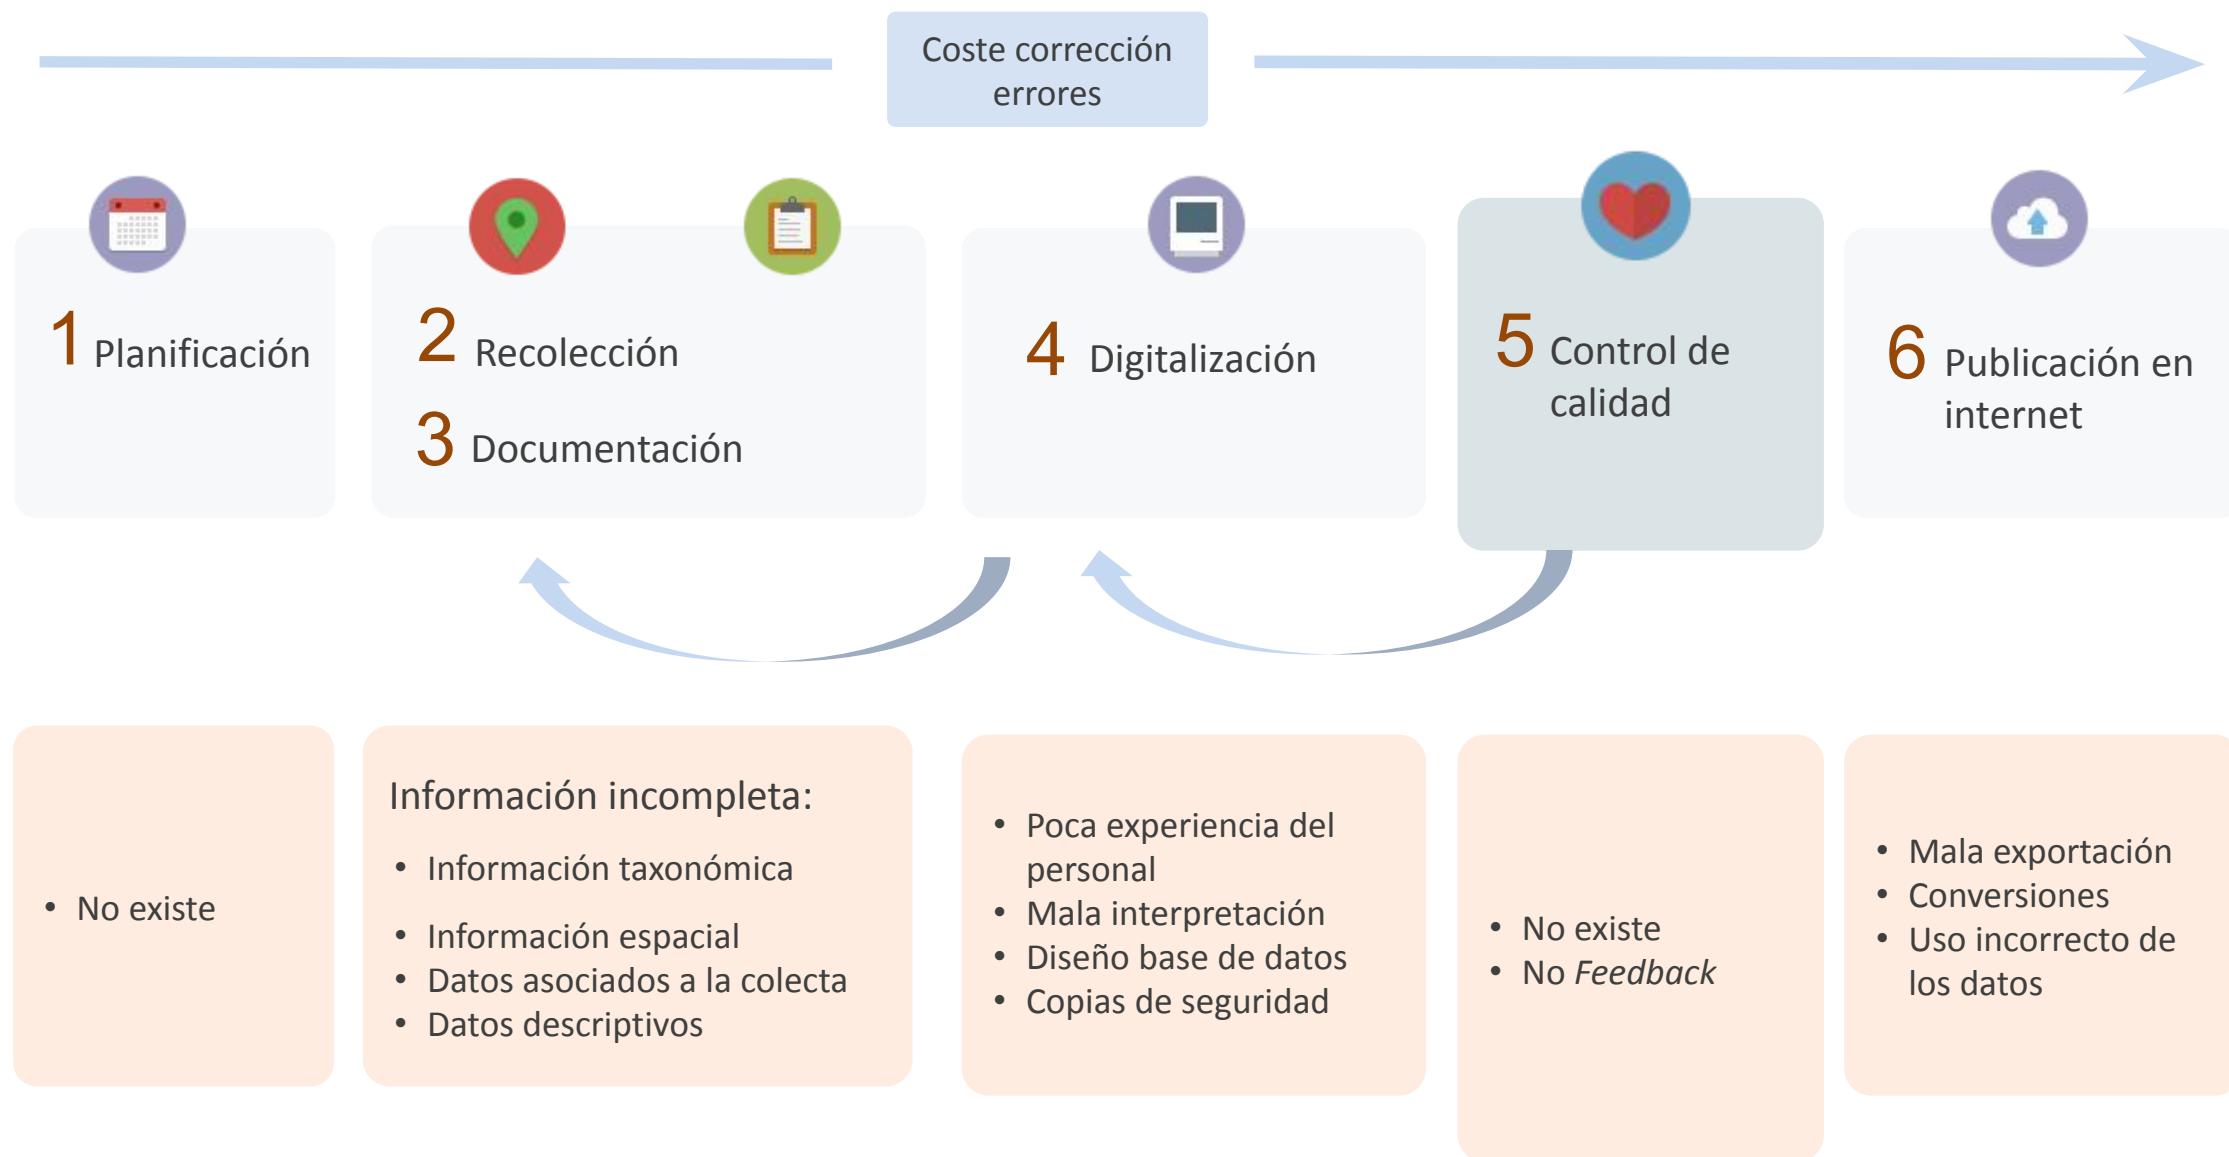 Coste corrección
errores
1 Planificación
2 Recolección
3 Documentación
4 Digitalización
5 Control de
calidad
6 Publicación en
internet
• No existe
Información incompleta:
• Información taxonómica
• Información espacial
• Datos asociados a la colecta
• Datos descriptivos
• Poca experiencia del
personal
• Mala interpretación
• Diseño base de datos
• Copias de seguridad
• No existe
• No Feedback
• Mala exportación
• Conversiones
• Uso incorrecto de
los datos